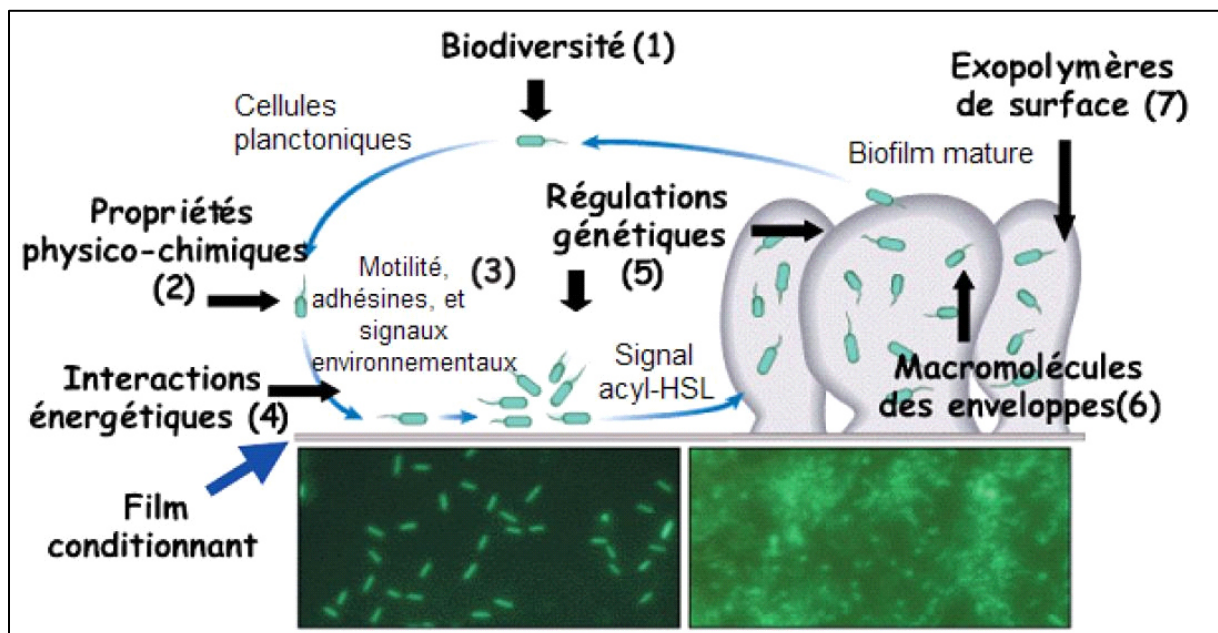 Biodiversité (1)
Exopolymères
de surface (7)
Cellules
planctoniques
Biofilm mature
Propriétés
physico-chimiques
(2)
Régulations
génétiques
(5)
Motilité,
adhésines, et
signaux
environnementaux
(3)
Interactions
énergétiques (4)
Signal
acyl-HSL
Macromolécules
des enveloppes(6)
Film
conditionnant